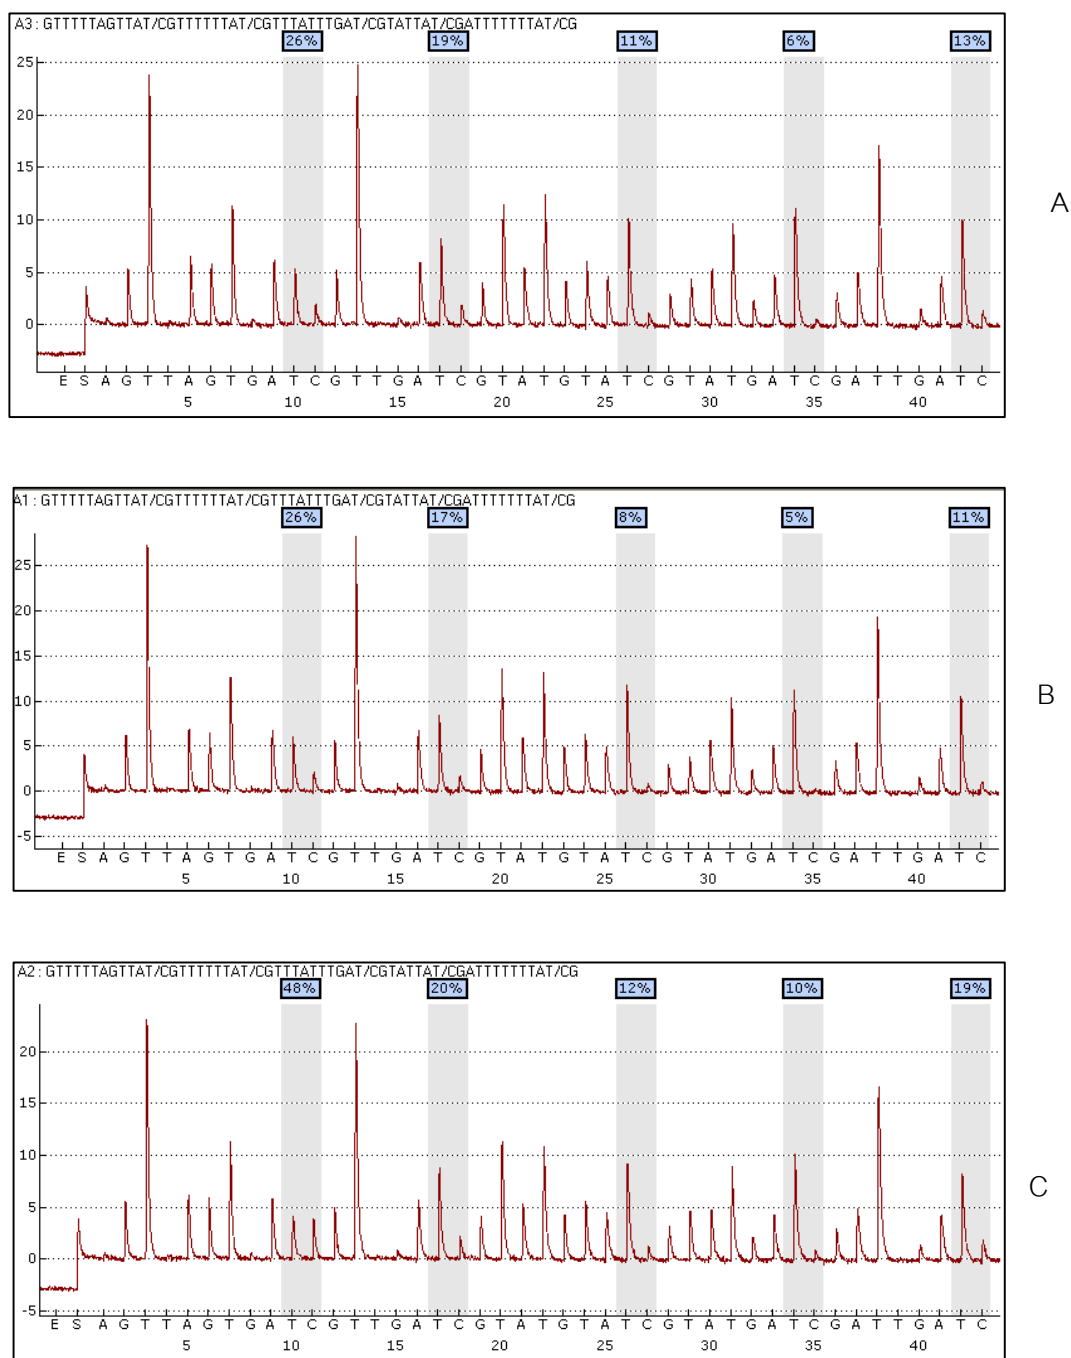 A3: GTTTTTAGTTAT/CGTTTTTTAT/CGTTTATTTGAT/CGTATTAT/CGATTTTTTTAT/CG
26% 19% 11% 6% 13%
25
20
15
10
5
0
E S A G T T A G T G A T C G T T G A T C G T A T G T A T C G T A T G A T C G A T T G A T C
5 10 15 20 25 30 35 40
A
A1: GTTTTTAGTTAT/CGTTTTTTAT/CGTTTATTTGAT/CGTATTAT/CGATTTTTTTAT/CG
26% 17% 8% 5% 11%
25
20
15
10
5
0
-5
E S A G T T A G T G A T C G T T G A T C G T A T G T A T C G T A T G A T C G A T T G A T C
5 10 15 20 25 30 35 40
B
A2: GTTTTTAGTTAT/CGTTTTTTAT/CGTTTATTTGAT/CGTATTAT/CGATTTTTTTAT/CG
48% 20% 12% 10% 19%
20
15
10
5
0
-5
E S A G T T A G T G A T C G T T G A T C G T A T G T A T C G T A T G A T C G A T T G A T C
5 10 15 20 25 30 35 40
C